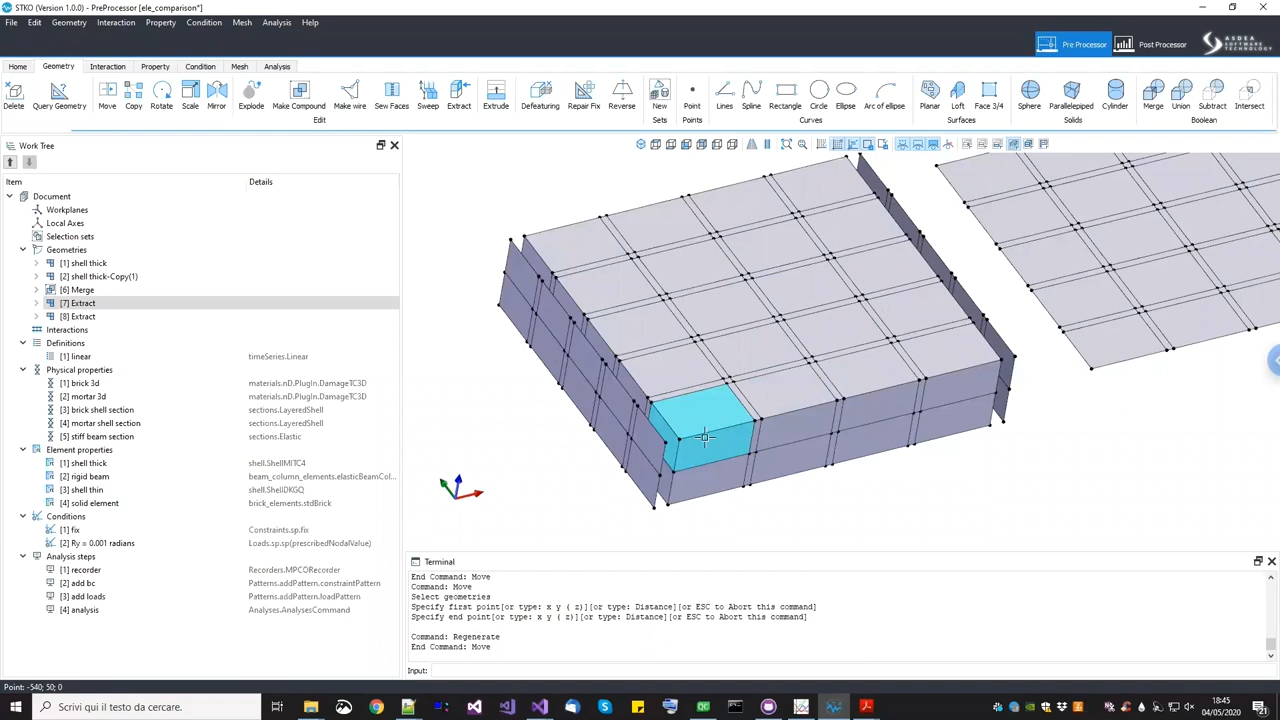 STKO (Version 1.0.0) - PreProcessor [ele_comparison*]
File Edit Geometry Interaction Property Condition Mesh Analysis Help
Pre Processor Post Processor ASDEA SOFTWARE TECHNOLOGY
Home Geometry Interaction Property Condition Mesh Analysis
Delete Query Geometry Move Copy Rotate Scale Mirror Explode Make Compound Make wire Sew Faces Sweep Extract Extrude Defeaturing Repair Fix Reverse New Point Lines Spline Rectangle Circle Ellipse Arc of ellipse Planar Loft Face 3/4 Sphere Parallelepiped Cylinder Merge Union Subtract Intersect
Edit Sets Points Curves Surfaces Solids Boolean
Work Tree
Item Details
Document
Workplanes
Local Axes
Selection sets
Geometries
[1] shell thick
[2] shell thick-Copy(1)
[6] Merge
[7] Extract
[8] Extract
Interactions
Definitions
[1] linear timeSeries.Linear
Physical properties
[1] brick 3d materials.nD.PlugIn.DamageTC3D
[2] mortar 3d materials.nD.PlugIn.DamageTC3D
[3] brick shell section sections.LayeredShell
[4] mortar shell section sections.LayeredShell
[5] stiff beam section sections.Elastic
Element properties
[1] shell thick shell.ShellMITC4
[2] rigid beam beam_column_elements.elasticBeamCol...
[3] shell thin shell.ShellDKGQ
[4] solid element brick_elements.stdBrick
Conditions
[1] fix Constraints.sp.fix
[2] Ry = 0.001 radians Loads.sp.sp(prescribedNodalValue)
Analysis steps
[1] recorder Recorders.MPCORecorder
[2] add bc Patterns.addPattern.constraintPattern
[3] add loads Patterns.addPattern.loadPattern
[4] analysis Analyses.AnalysesCommand
Terminal
End Command: Move
Command: Move
Select geometries
Specify first point[or type: x y ( z)][or type: Distance][or ESC to Abort this command]
Specify end point[or type: x y ( z)][or type: Distance][or ESC to Abort this command]
Command: Regenerate
End Command: Move
Input:
Point: -540; 50; 0
Scrivi qui il testo da cercare.
18:45
04/05/2020